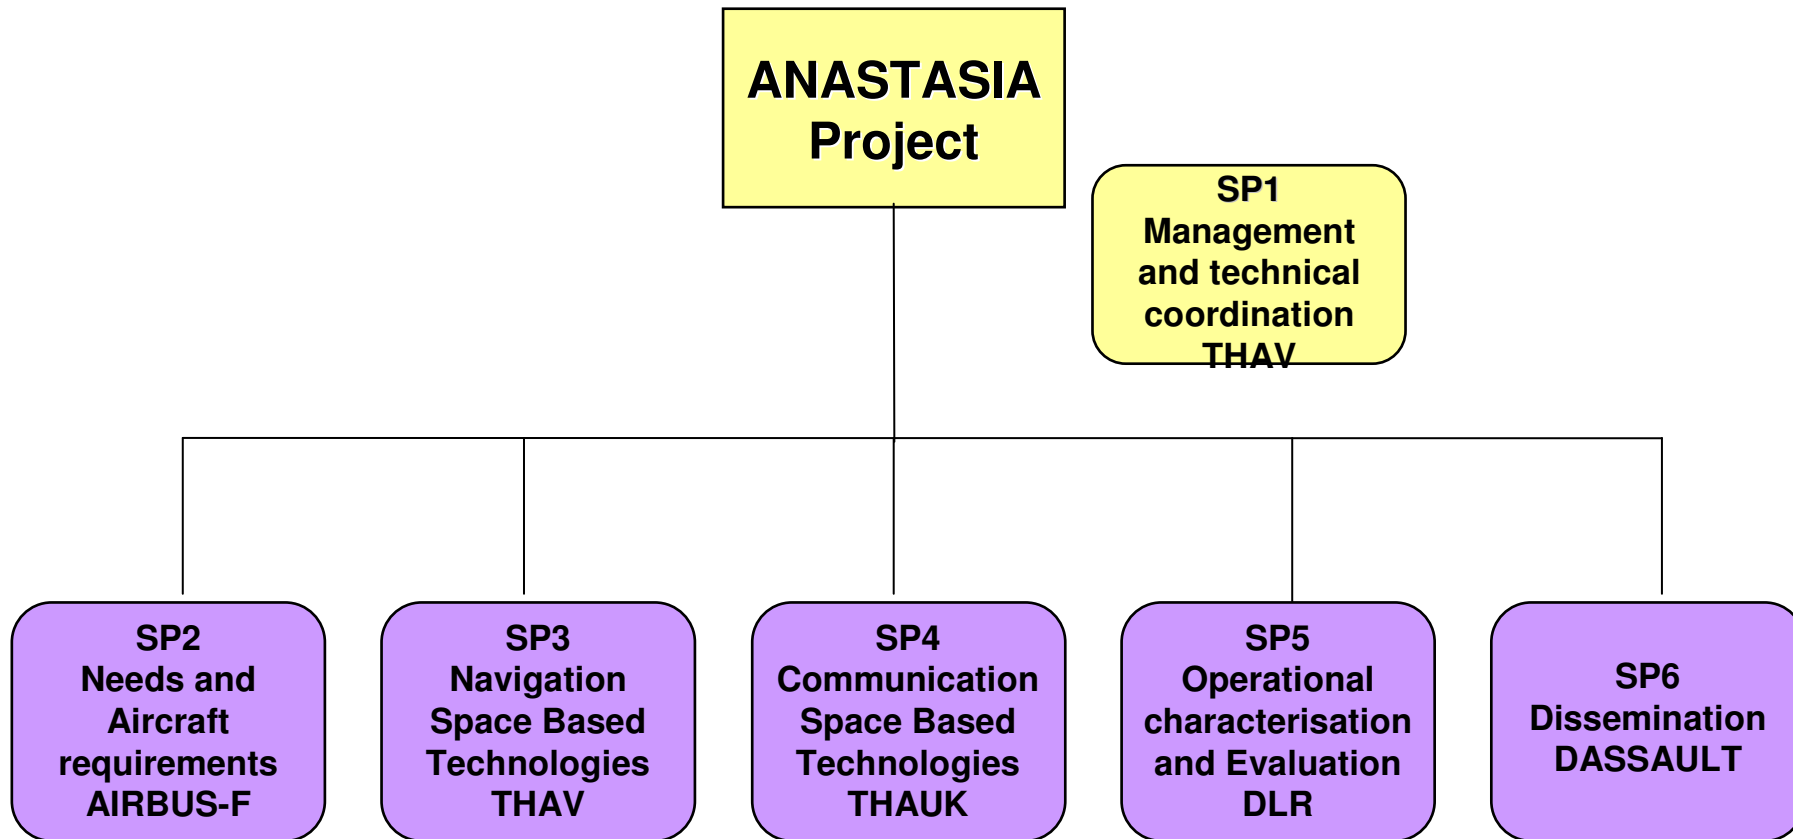 ANASTASIA
Project
SP1
Management
and technical
coordination
THAV
SP2
Needs and
Aircraft
requirements
AIRBUS-F
SP3
Navigation
Space Based
Technologies
THAV
SP4
Communication
Space Based
Technologies
THAUK
SP5
Operational
characterisation
and Evaluation
DLR
SP6
Dissemination
DASSAULT